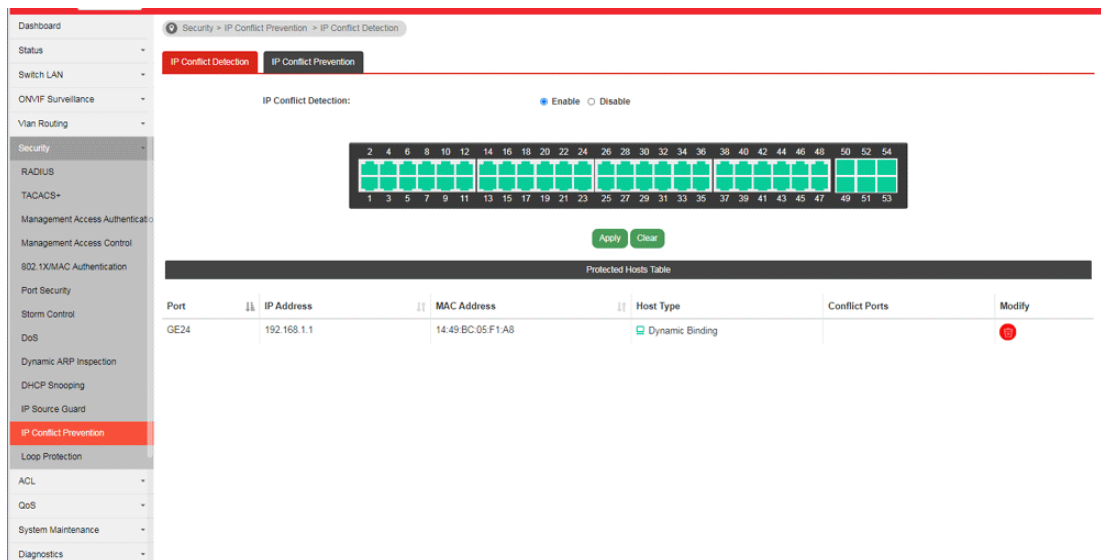 Dashboard
Security > IP Conflict Prevention > IP Conflict Detection
Status
Switch LAN
ONVIF Surveillance
Vlan Routing
Security
RADIUS
TACACS+
Management Access Authenticatio
Management Access Control
802.1X/MAC Authentication
Port Security
Storm Control
DoS
Dynamic ARP Inspection
DHCP Snooping
IP Source Guard
IP Conflict Prevention
Loop Protection
ACL
QoS
System Maintenance
Diagnostics
IP Conflict Detection IP Conflict Prevention
IP Conflict Detection: Enable Disable
2 4 6 8 10 12 14 16 18 20 22 24 26 28 30 32 34 36 38 40 42 44 46 48 50 52 54
1 3 5 7 9 11 13 15 17 19 21 23 25 27 29 31 33 35 37 39 41 43 45 47 49 51 53
Apply Clear
Protected Hosts Table
Port IP Address MAC Address Host Type Conflict Ports Modify
GE24 192.168.1.1 14:49:BC:05:F1:A8 Dynamic Binding